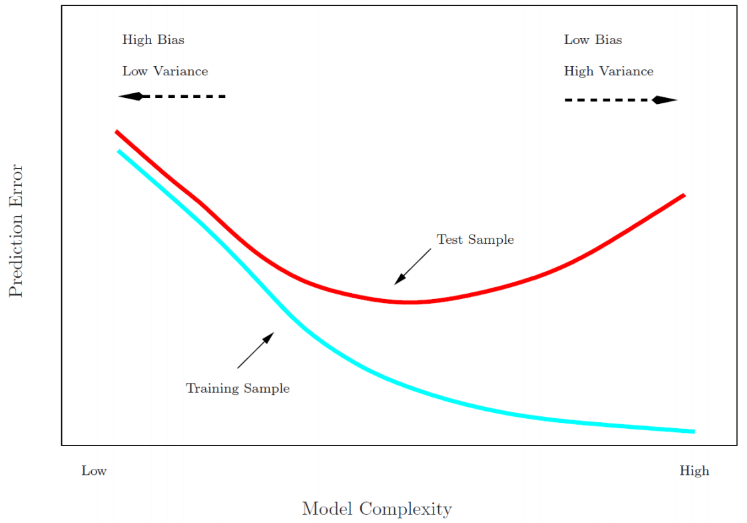 High Bias
Low Variance
Low Bias
High Variance
Prediction Error
Test Sample
Training Sample
Low
High
Model Complexity